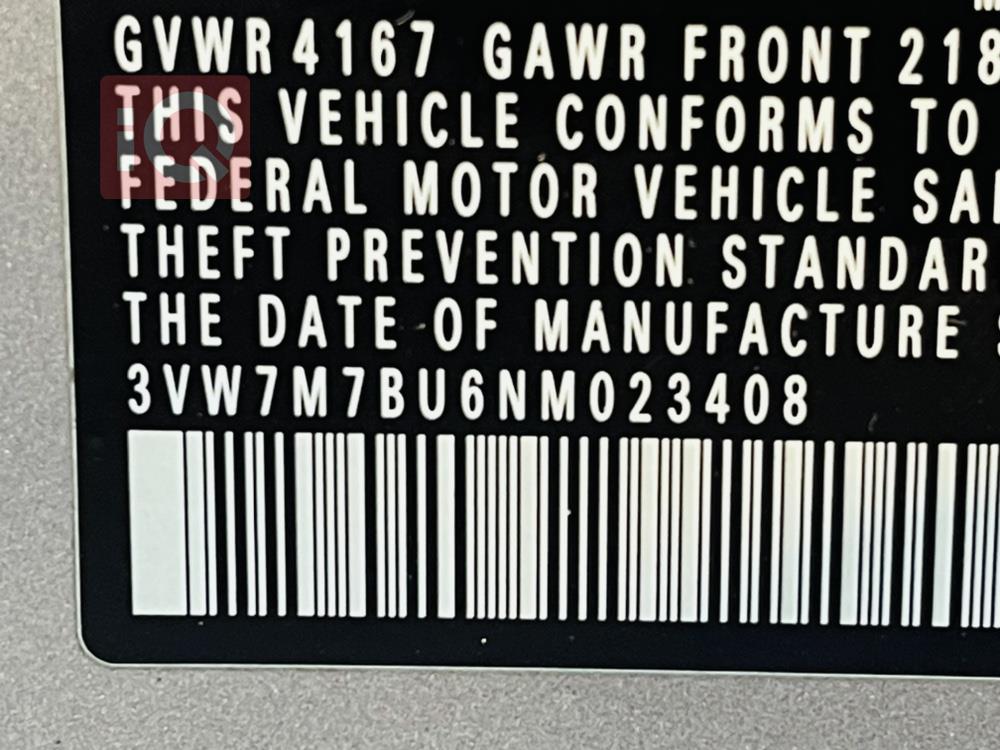 GVWR 4167 GAWR FRONT 218
THIS VEHICLE CONFORMS TO
FEDERAL MOTOR VEHICLE SA
THEFT PREVENTION STANDAR
THE DATE OF MANUFACTURE
3VW7M7BU6NM023408